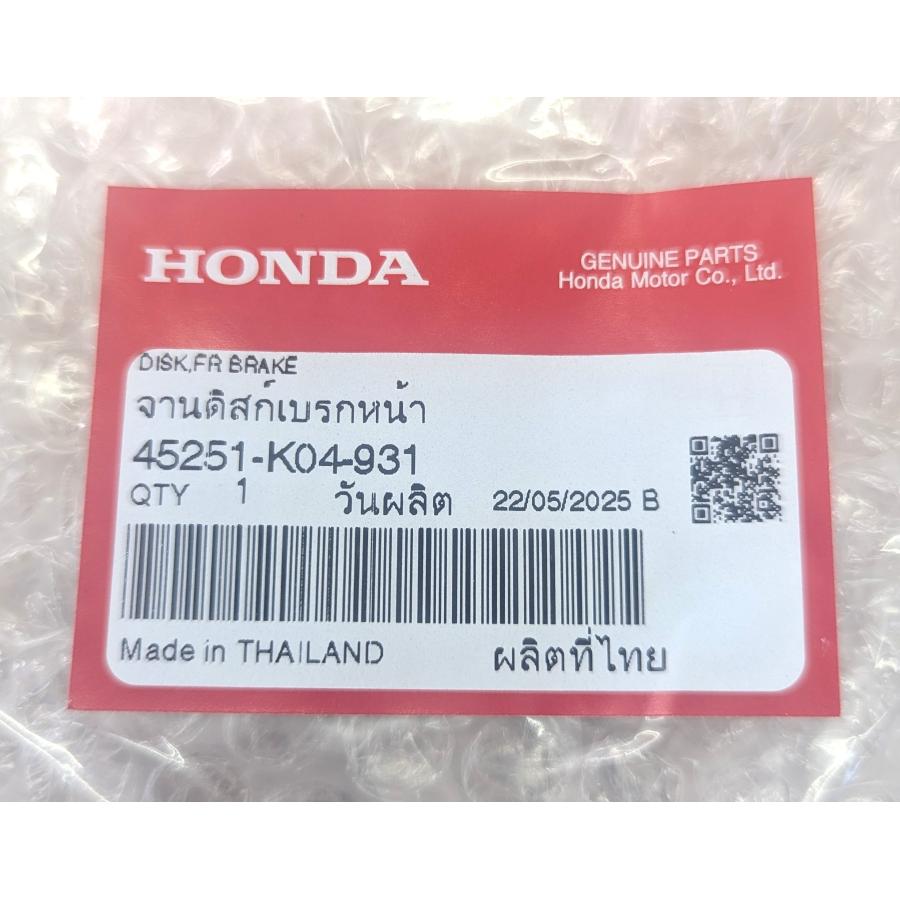 HONDA
GENUINE PARTS
Honda Motor Co., Ltd.
DISK,FR BRAKE
จานดิสก์เบรกหน้า
45251-K04-931
QTY 1 วันผลิต 22/05/2025 B
Made in THAILAND ผลิตที่ไทย